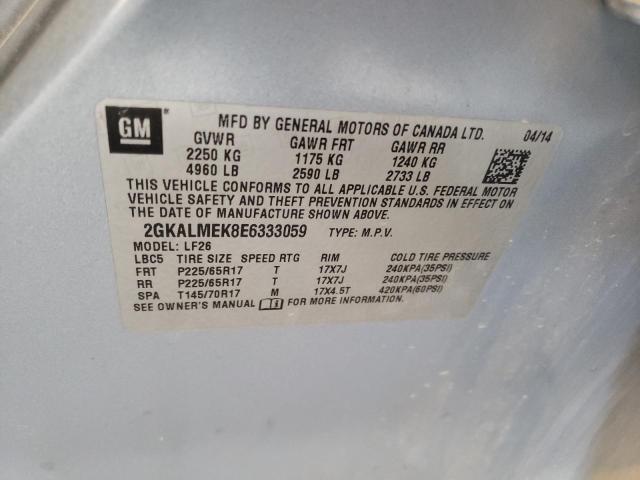 GM
MFD BY GENERAL MOTORS OF CANADA LTD. 04/14
GVWR GAWR FRT GAWR RR
2250 KG 1175 KG 1240 KG
4960 LB 2590 LB 2733 LB
THIS VEHICLE CONFORMS TO ALL APPLICABLE U.S. FEDERAL MOTOR
VEHICLE SAFETY AND THEFT PREVENTION STANDARDS IN EFFECT ON
THE DATE OF MANUFACTURE SHOWN ABOVE.
2GKALMEK8E6333059 TYPE: M.P.V.
MODEL: LF26
LBC5 TIRE SIZE SPEED RTG RIM COLD TIRE PRESSURE
FRT P225/65R17 T 17X7J 240KPA(35PSI)
RR P225/65R17 T 17X7J 240KPA(35PSI)
SPA T145/70R17 M 17X4.5T 420KPA(60PSI)
SEE OWNER'S MANUAL FOR MORE INFORMATION.